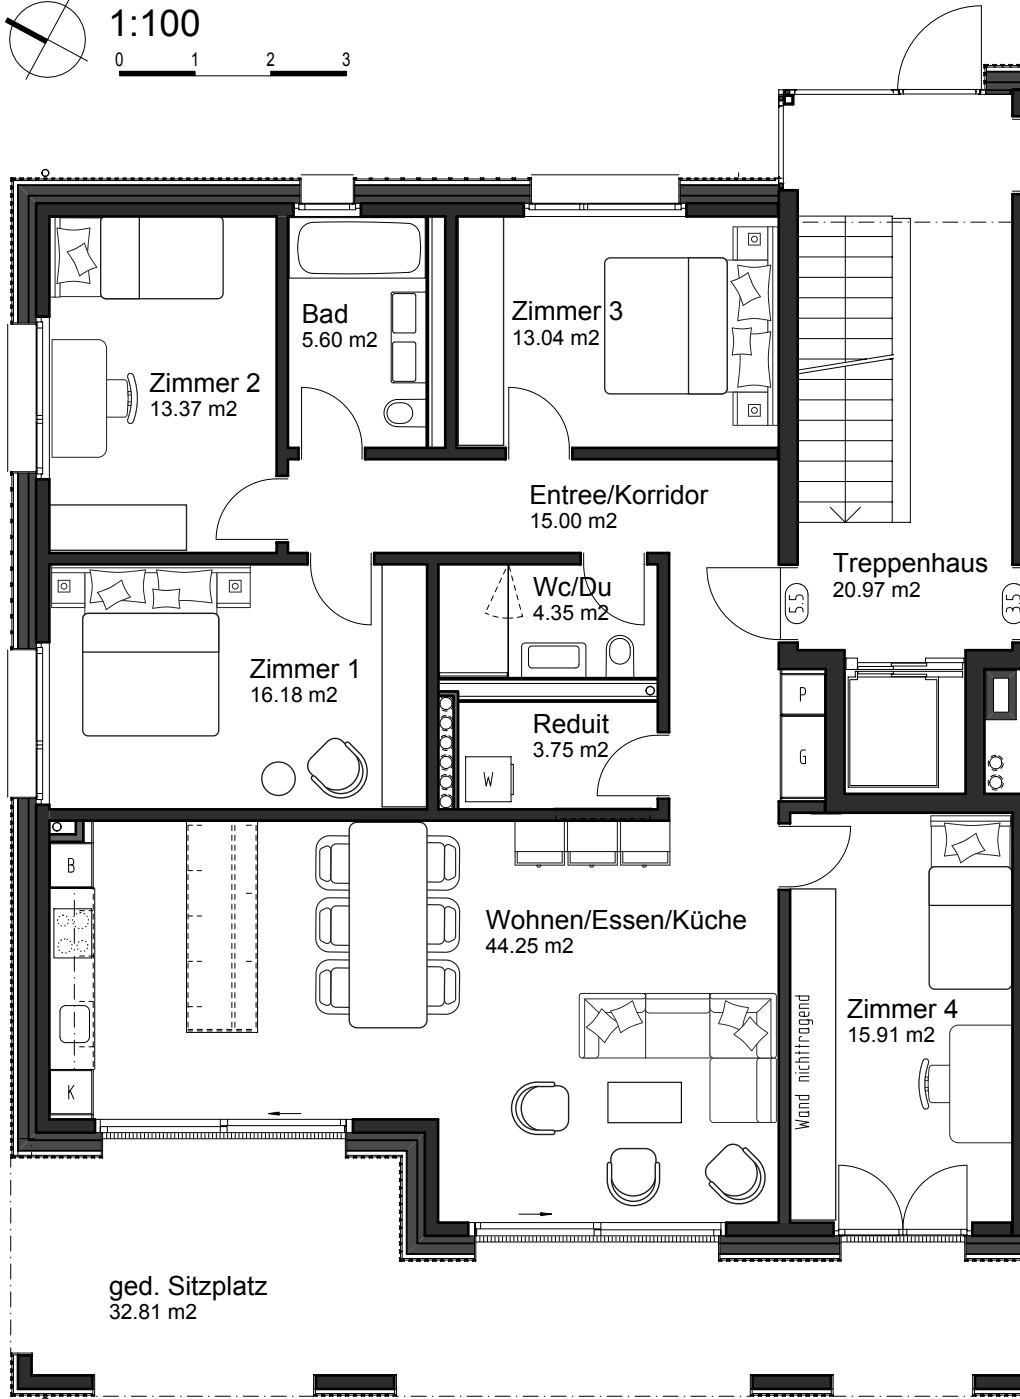 1:100
0 1 2 3
Bad
5.60 m2
Zimmer 3
13.04 m2
Zimmer 2
13.37 m2
Entree/Korridor
15.00 m2
Treppenhaus
20.97 m2
5.5
3.5
Wc/Du
4.35 m2
Zimmer 1
16.18 m2
P
Reduit
3.75 m2
G
W
B
Wohnen/Essen/Küche
44.25 m2
Zimmer 4
15.91 m2
Wand nichttragend
K
ged. Sitzplatz
32.81 m2